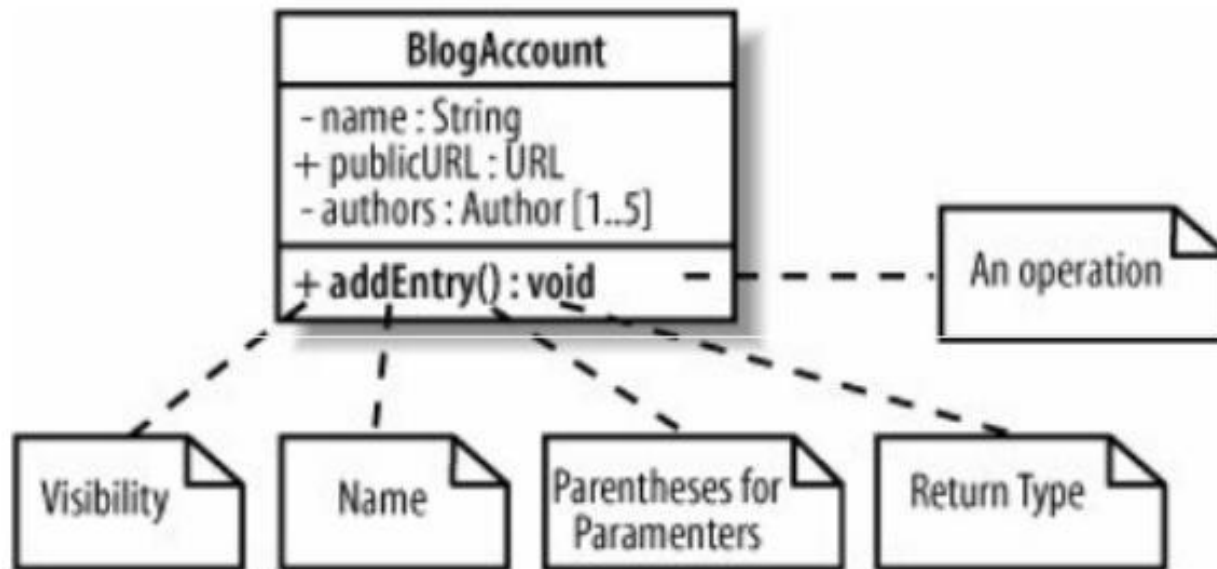 BlogAccount
- name : String
+ publicURL : URL
- authors : Author [1..5]
+ addEntry() : void
An operation
Visibility
Name
Parentheses for
Paramenters
Return Type